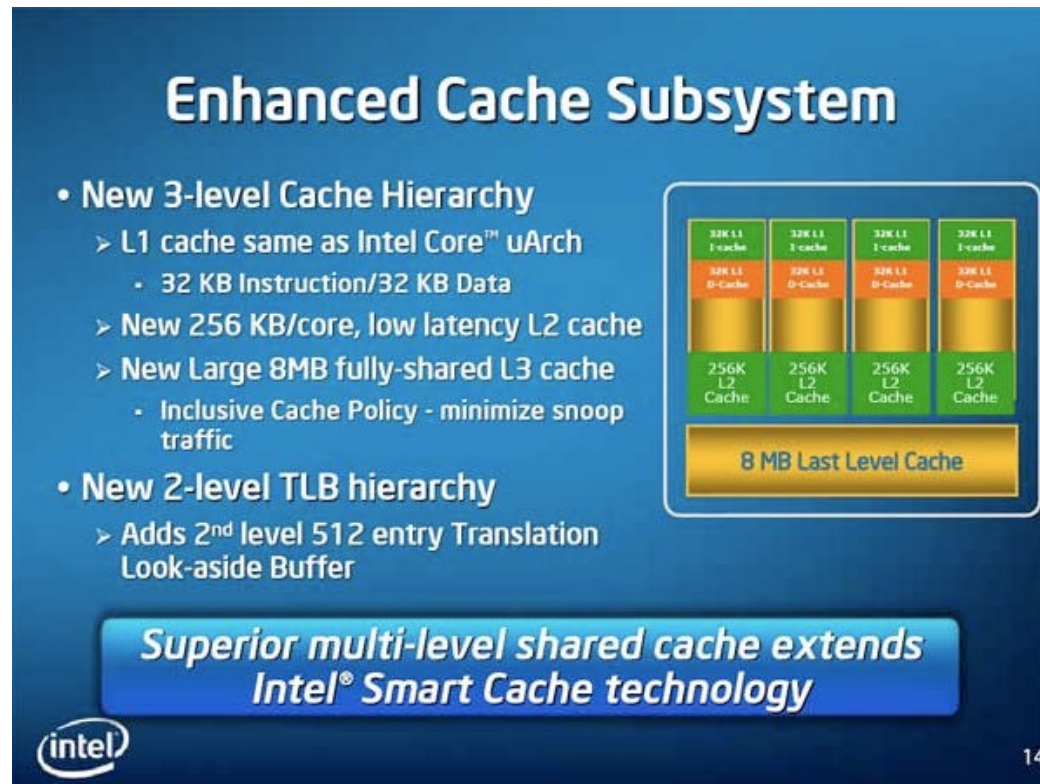 Enhanced Cache Subsystem
• New 3-level Cache Hierarchy
➢ L1 cache same as Intel Core™ uArch
▪ 32 KB Instruction/32 KB Data
➢ New 256 KB/core, low latency L2 cache
➢ New Large 8MB fully-shared L3 cache
▪ Inclusive Cache Policy - minimize snoop
traffic
• New 2-level TLB hierarchy
➢ Adds 2nd level 512 entry Translation
Look-aside Buffer
32K L1 32K L1 32K L1 32K L1
I-cache I-cache I-cache I-cache
32K L1 32K L1 32K L1 32K L1
D-Cache D-Cache D-Cache D-Cache
256K 256K 256K 256K
L2 L2 L2 L2
Cache Cache Cache Cache
8 MB Last Level Cache
Superior multi-level shared cache extends
Intel® Smart Cache technology
intel
14